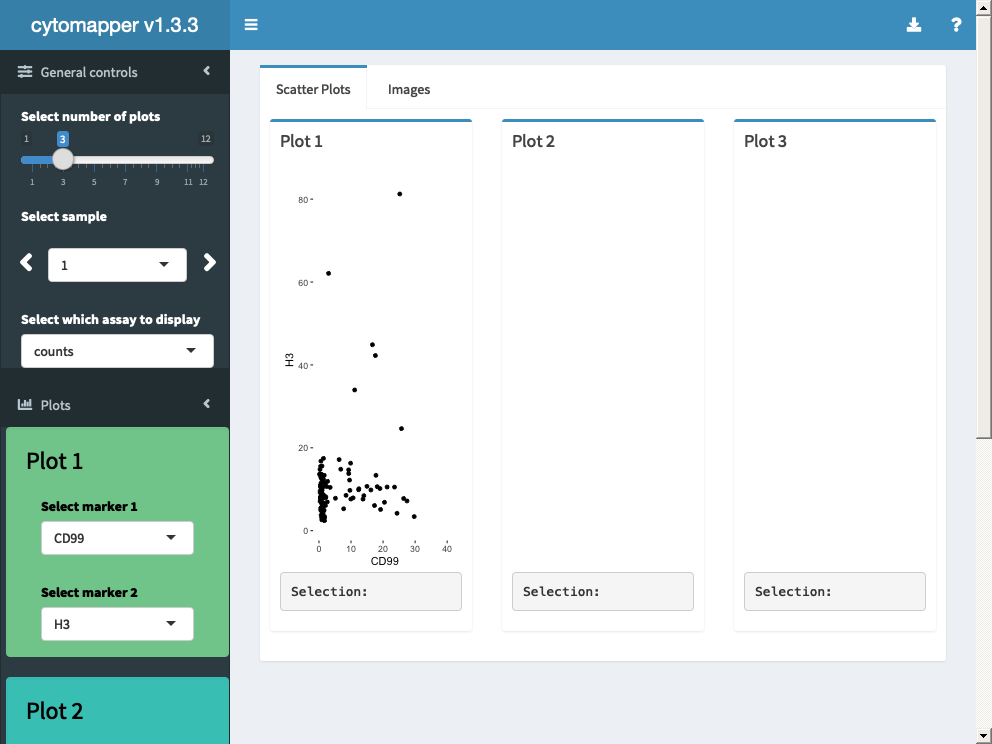 cytomapper v1.3.3
General controls
Select number of plots
1 3 12
1 3 5 7 9 11 12
Select sample
1
Select which assay to display
counts
Plots
Plot 1
Select marker 1
CD99
Select marker 2
H3
Plot 2
?
Scatter Plots Images
Plot 1
80
60
H3
40
20
0
0 10 20 30 40
CD99
Selection:
Plot 2
Selection:
Plot 3
Selection: